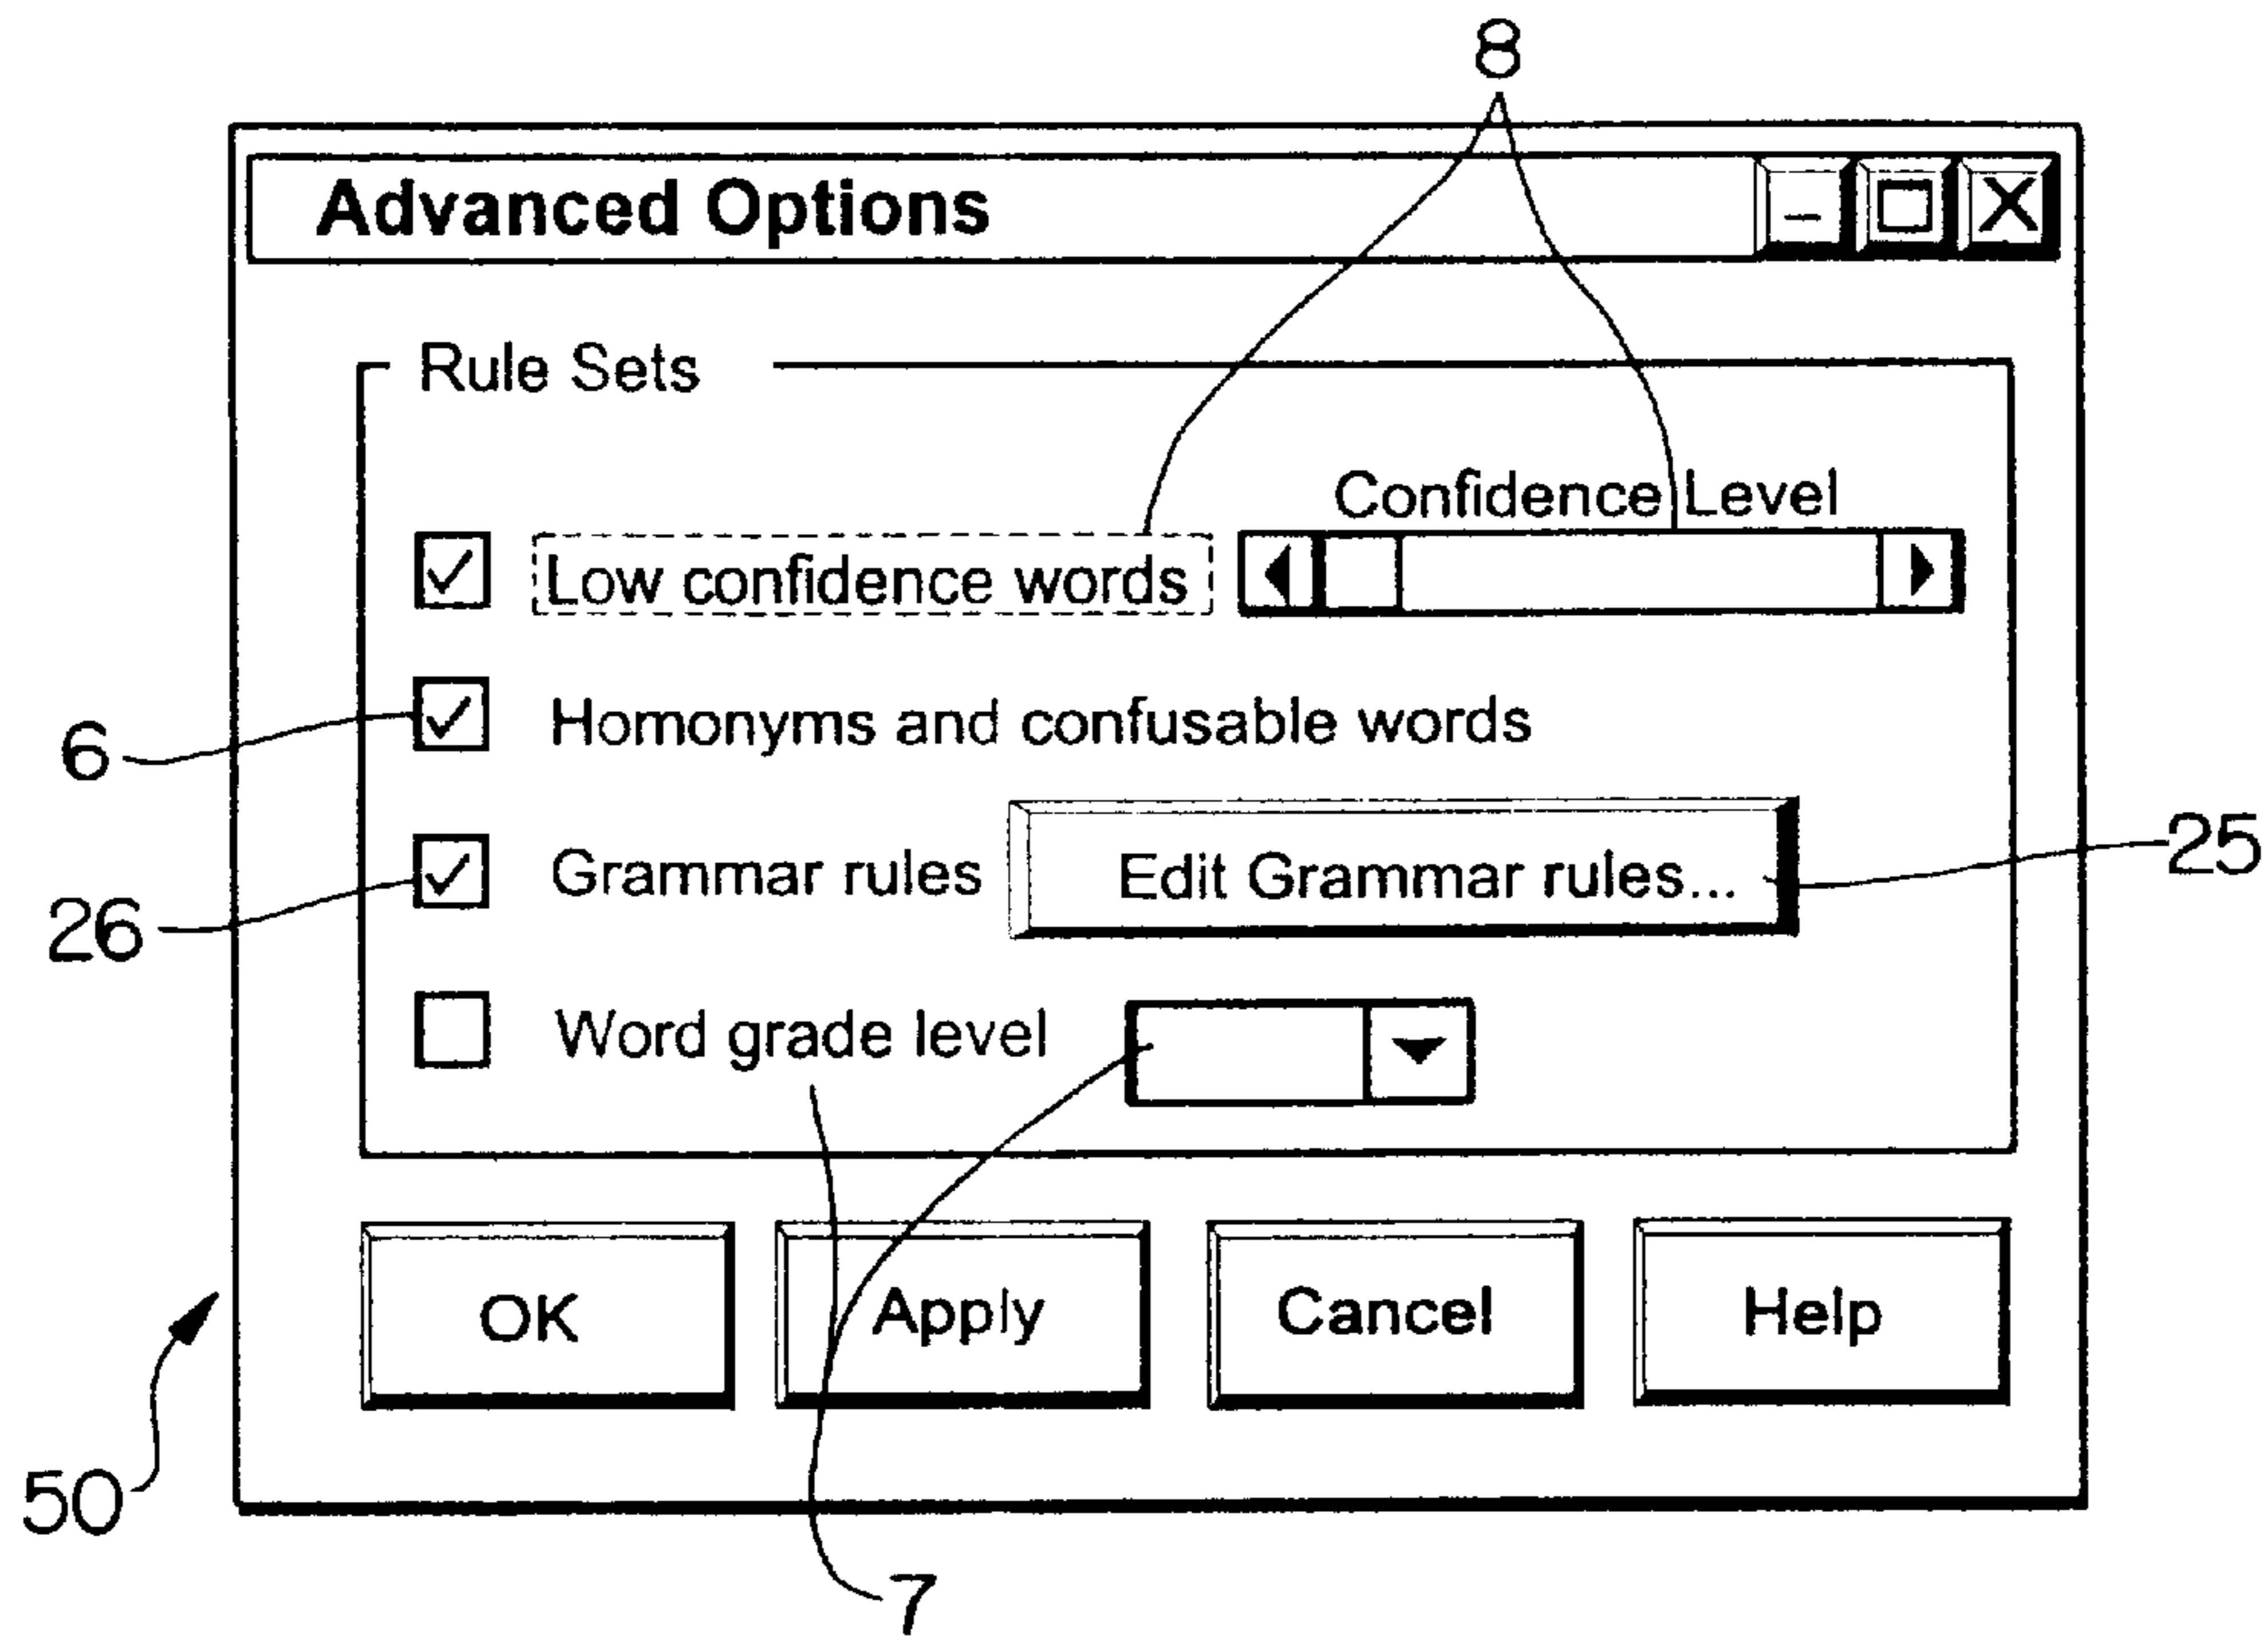 8
Advanced Options
Rule Sets
Confidence Level
Low confidence words
6
Homonyms and confusable words
26
Grammar rules
Edit Grammar rules...
25
Word grade level
OK
Apply
Cancel
Help
50
7